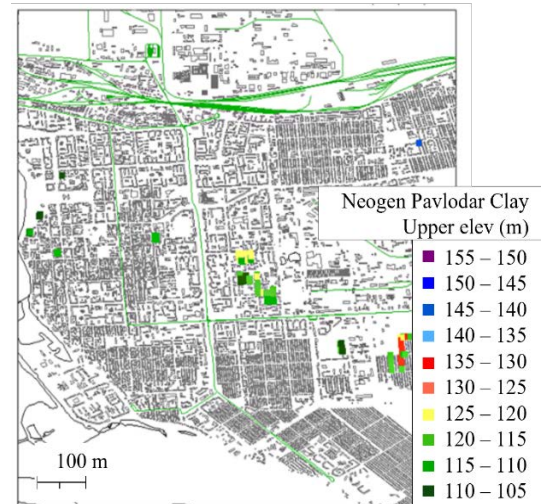 Neogen Pavlodar Clay
Upper elev (m)
155 – 150
150 – 145
145 – 140
140 – 135
135 – 130
130 – 125
125 – 120
120 – 115
115 – 110
110 – 105
100 m